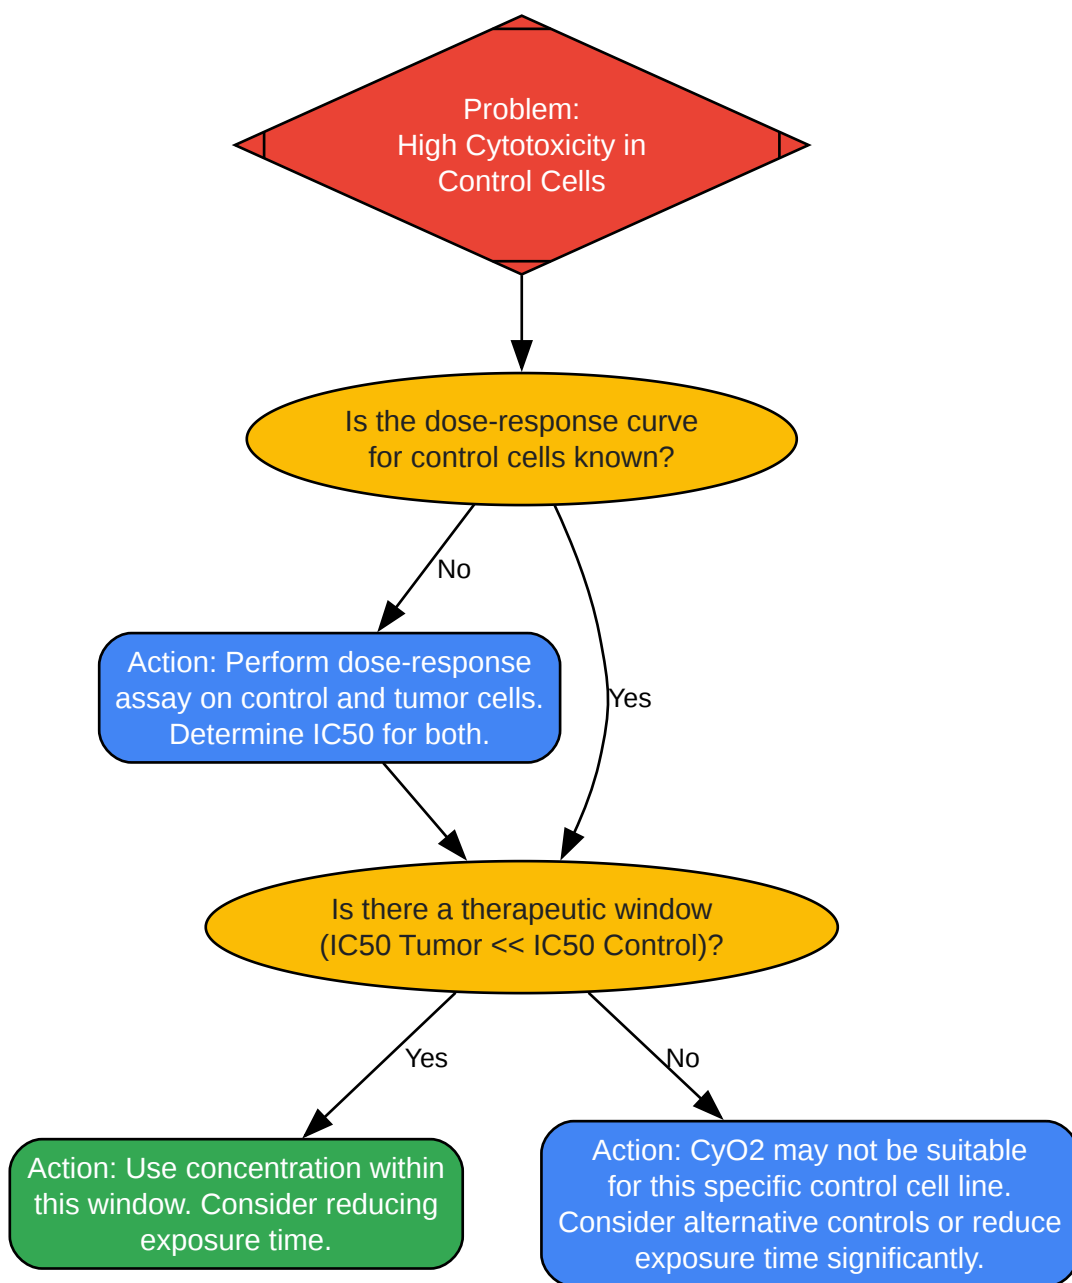 Problem:
High Cytotoxicity in
Control Cells
Is the dose-response curve
for control cells known?
No
Action: Perform dose-response
assay on control and tumor cells.
Determine IC50 for both.
Yes
Is there a therapeutic window
(IC50 Tumor << IC50 Control)?
Yes
No
Action: Use concentration within
this window. Consider reducing
exposure time.
Action: CyO2 may not be suitable
for this specific control cell line.
Consider alternative controls or reduce
exposure time significantly.